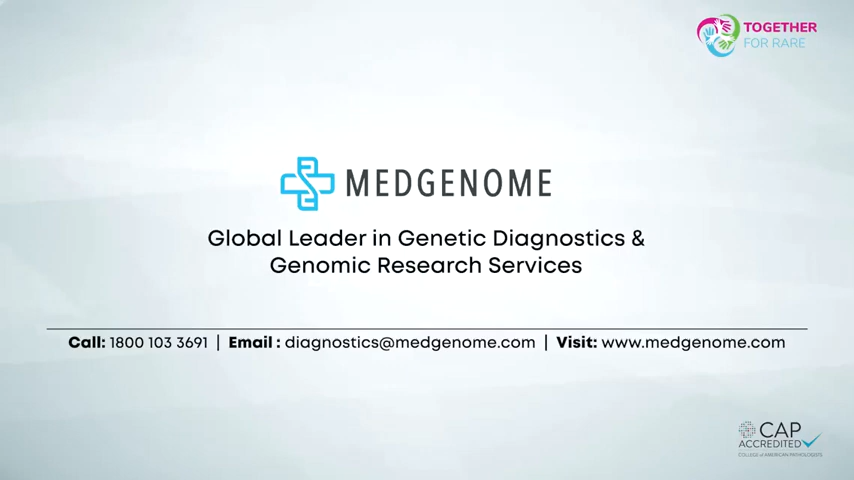 TOGETHER
FOR RARE
MEDGENOME
Global Leader in Genetic Diagnostics &
Genomic Research Services
Call: 1800 103 3691 | Email : diagnostics@medgenome.com | Visit: www.medgenome.com
CAP
ACCREDITED
COLLEGE of AMERICAN PATHOLOGISTS